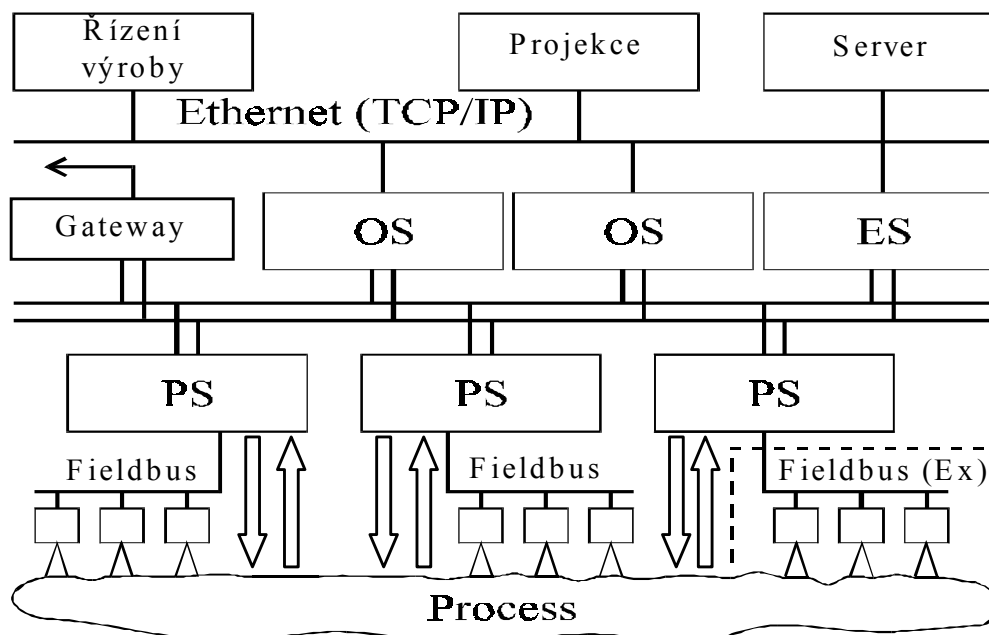 Řízení
výroby
Projekce
Server
Ethernet (TCP/IP)
Gateway
OS
OS
ES
PS
PS
PS
Fieldbus
Fieldbus
Fieldbus (Ex)
Process